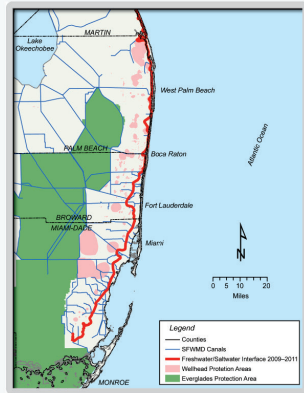 MARTIN
Lake
Okeechobee
West Palm Beach
PALM BEACH
Boca Raton
Atlantic Ocean
Fort Lauderdale
BROWARD
MIAMI-DADE
Miami
N
0 5 10 20
Miles
MONROE
Legend
Counties
SFWMD Canals
Freshwater/Saltwater Interface 2009–2011
Wellhead Protetion Areas
Everglades Protection Area